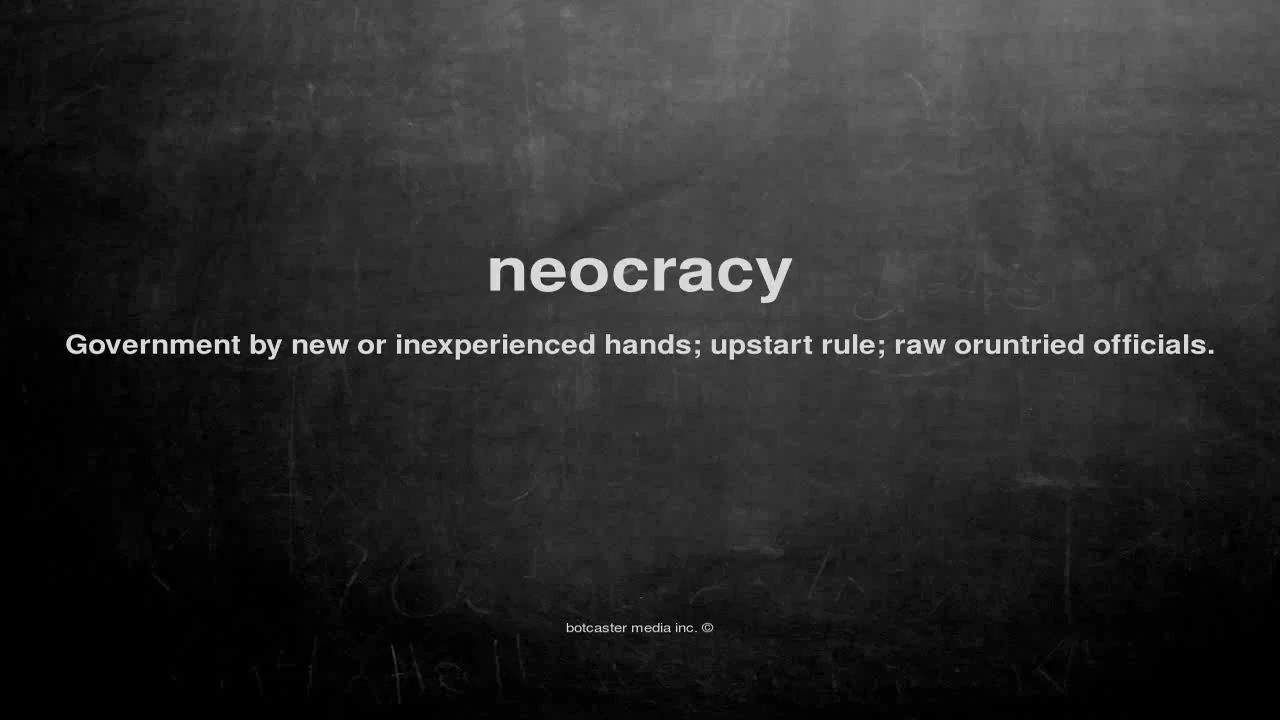 neocracy
Government by new or inexperienced hands; upstart rule; raw oruntried officials.
botcaster media inc. ©